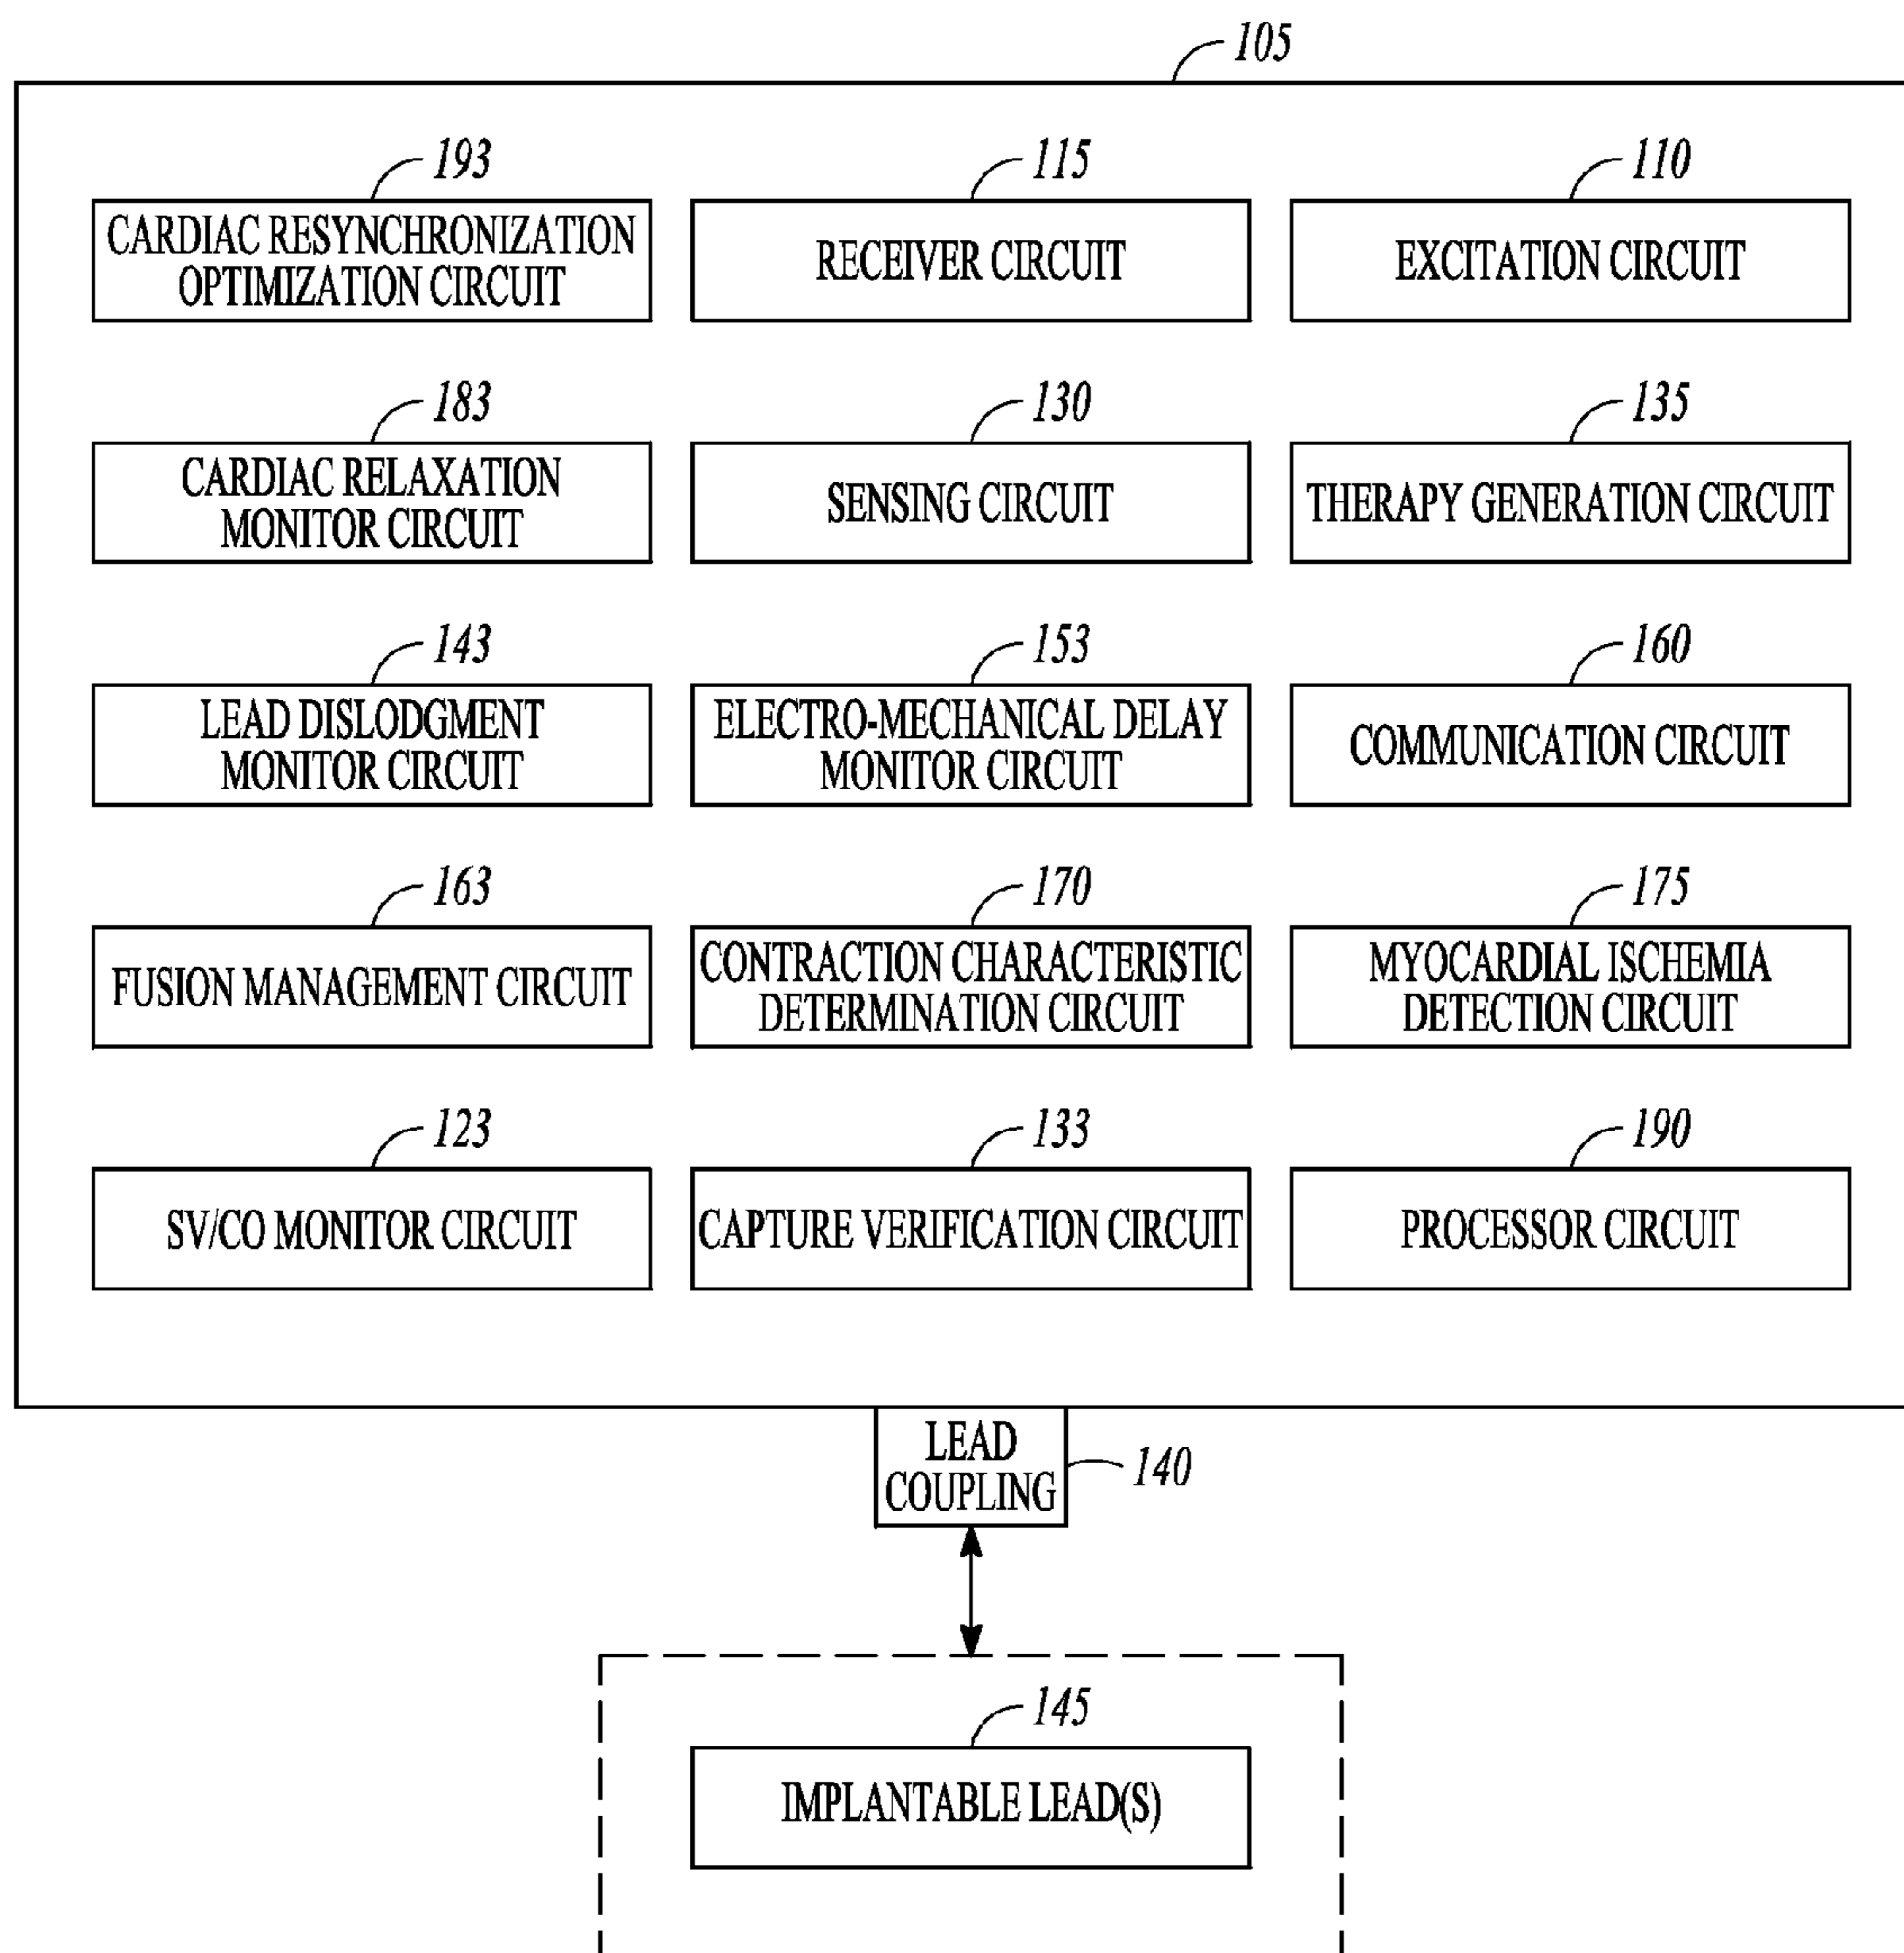 105
193
115
110
CARDIAC RESYNCHRONIZATION
OPTIMIZATION CIRCUIT
RECEIVER CIRCUIT
EXCITATION CIRCUIT
183
130
135
CARDIAC RELAXATION
MONITOR CIRCUIT
SENSING CIRCUIT
THERAPY GENERATION CIRCUIT
143
153
160
LEAD DISLODGMENT
MONITOR CIRCUIT
ELECTRO-MECHANICAL DELAY
MONITOR CIRCUIT
COMMUNICATION CIRCUIT
163
170
175
FUSION MANAGEMENT CIRCUIT
CONTRACTION CHARACTERISTIC
DETERMINATION CIRCUIT
MYOCARDIAL ISCHEMIA
DETECTION CIRCUIT
123
133
190
SV/CO MONITOR CIRCUIT
CAPTURE VERIFICATION CIRCUIT
PROCESSOR CIRCUIT
LEAD
COUPLING
140
145
IMPLANTABLE LEAD(S)